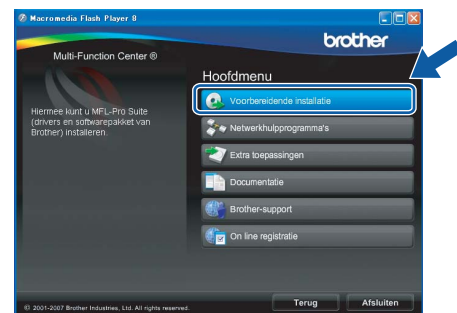 Macromedia Flash Player 8
brother
Multi-Function Center ®
Hoofdmenu
Hiermee kunt u MFL-Pro Suite
(drivers en softwarepakket van
Brother) installeren.
Voorbereidende installatie
Netwerkhulpprogramma's
Extra toepassingen
Documentatie
Brother-support
On line registratie
© 2001-2007 Brother Industries, Ltd. All rights reserved.
Terug
Afsluiten